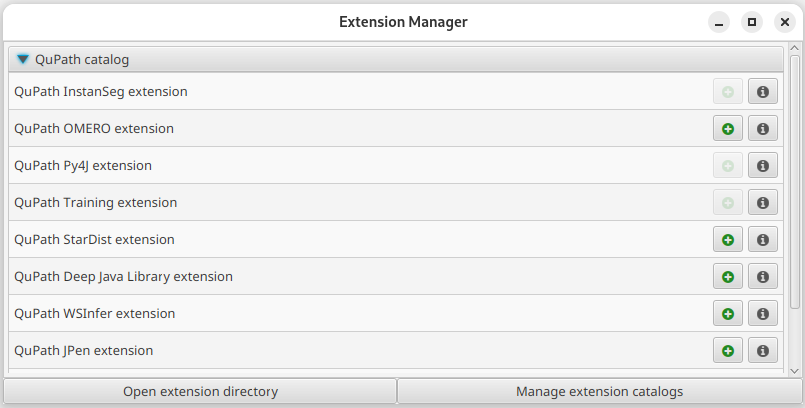 Extension Manager
QuPath catalog
QuPath InstanSeg extension
QuPath OMERO extension
QuPath Py4J extension
QuPath Training extension
QuPath StarDist extension
QuPath Deep Java Library extension
QuPath WSInfer extension
QuPath JPen extension
Open extension directory
Manage extension catalogs